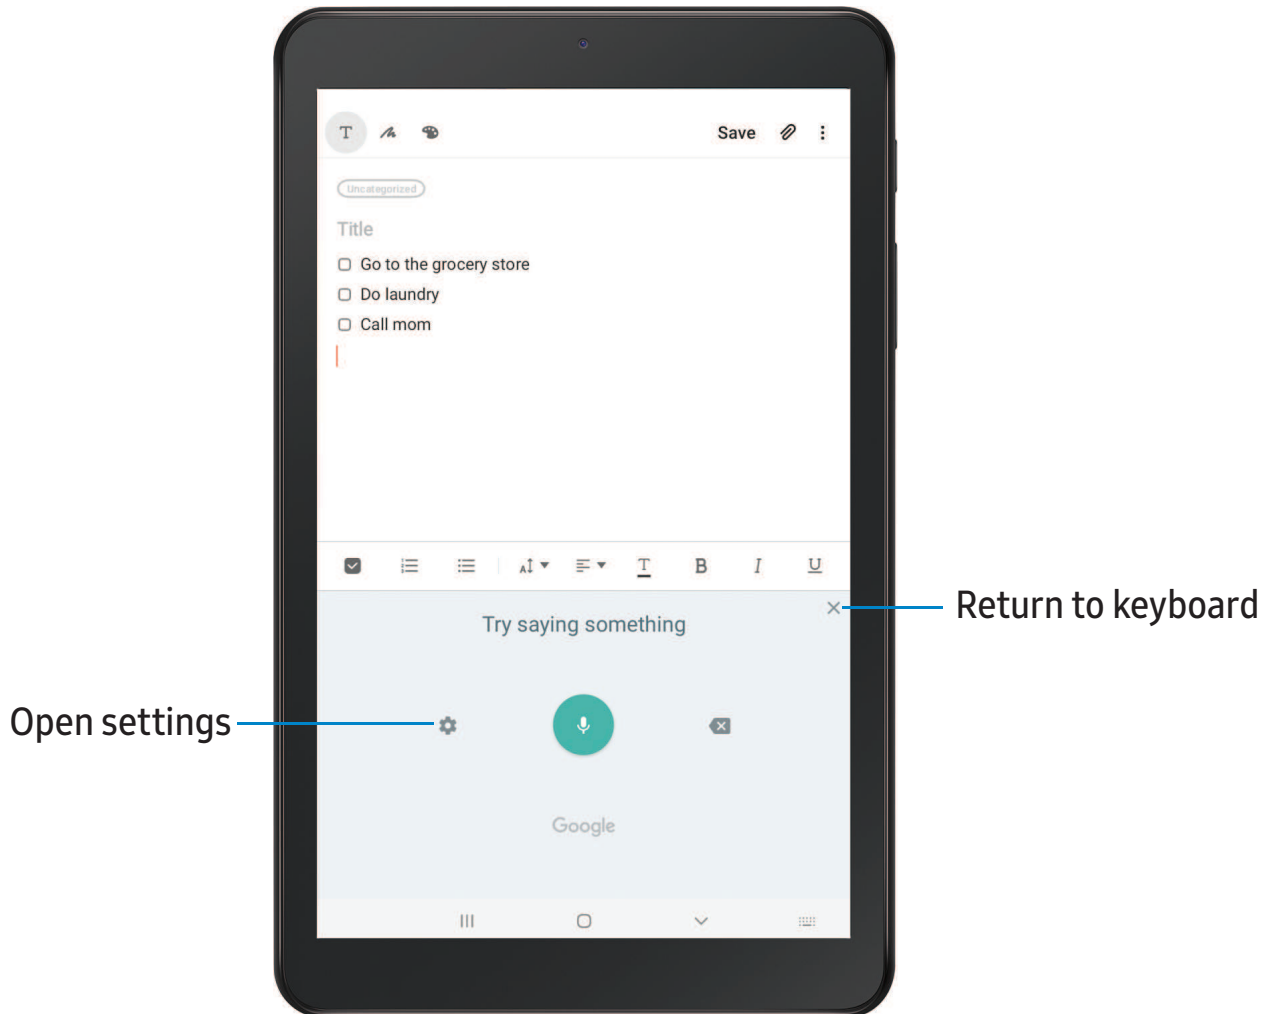 T
Save
Uncategorized
Title
Go to the grocery store
Do laundry
Call mom
A
T
B
I
U
Try saying something
Return to keyboard
Open settings
Google